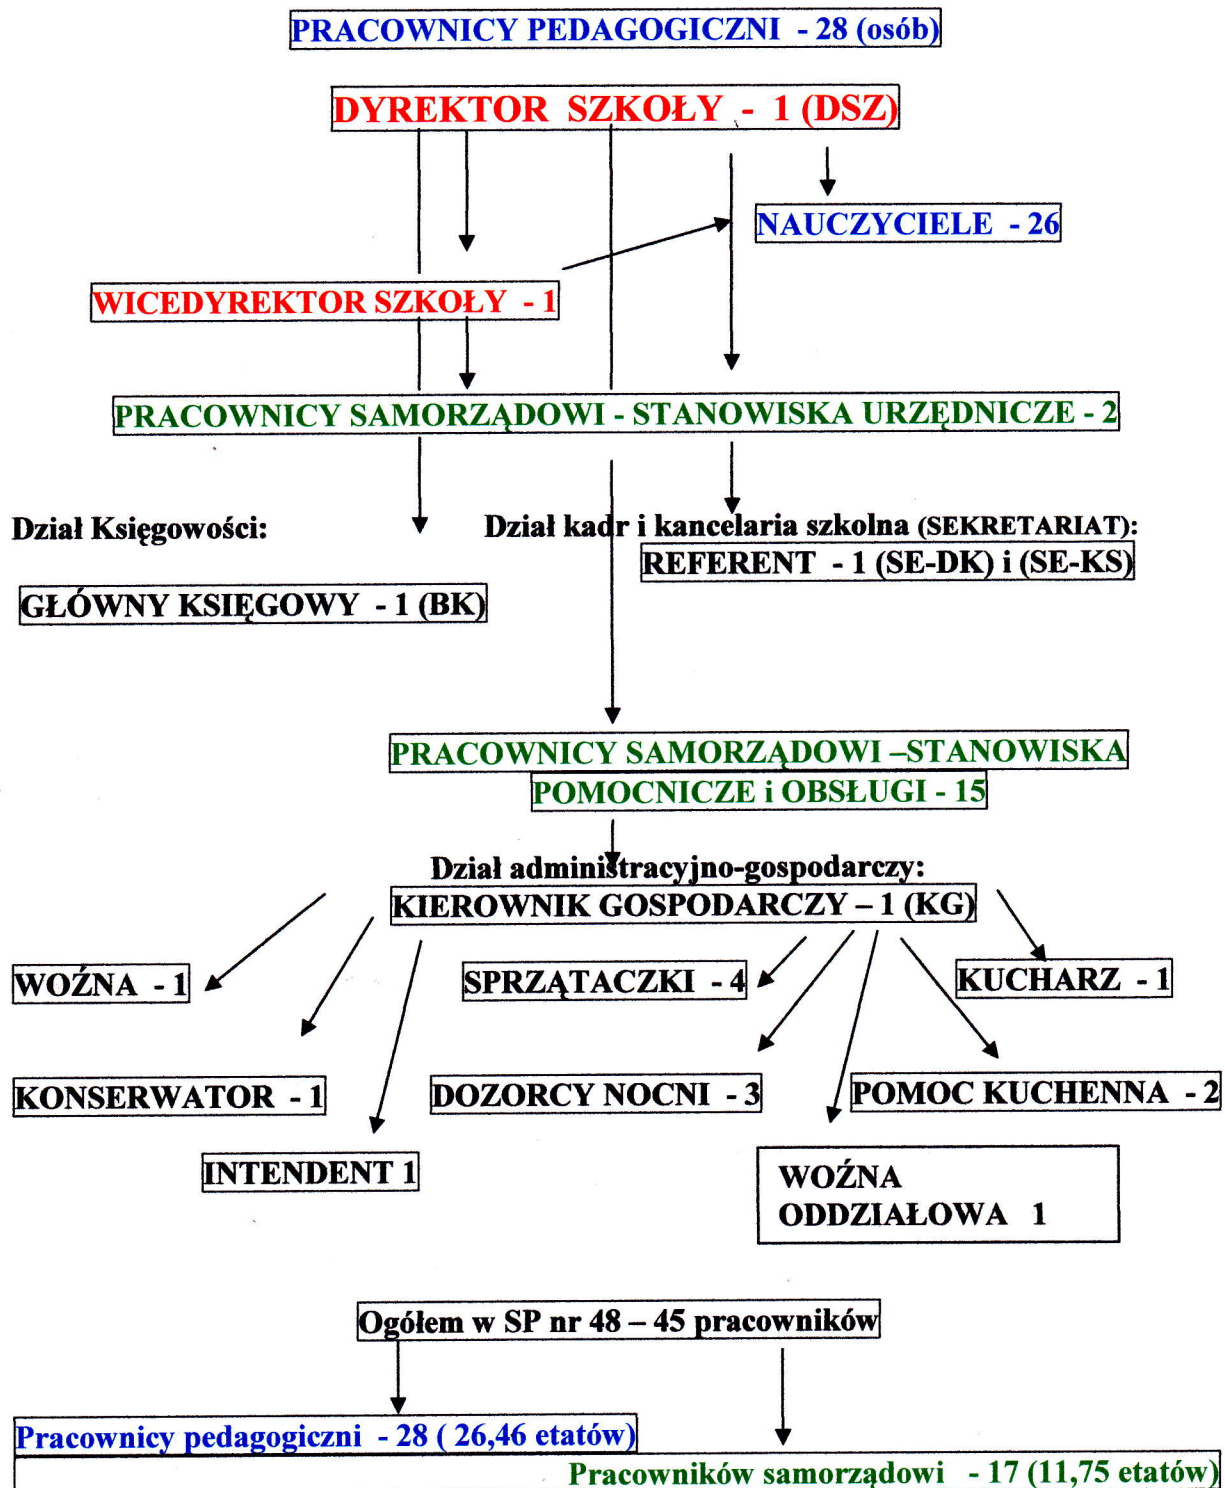 PRACOWNICY PEDAGOGICZNI - 28 (osób)
DYREKTOR SZKOŁY - 1 (DSZ)
NAUCZYCIELE - 26
WICEDYREKTOR SZKOŁY - 1
PRACOWNICY SAMORZĄDOWI - STANOWISKA URZĘDNICZE - 2
Dział Księgowości:
GŁÓWNY KSIĘGOWY - 1 (BK)
Dział kadr i kancelaria szkolna (SEKRETARIAT):
REFERENT - 1 (SE-DK) i (SE-KS)
PRACOWNICY SAMORZĄDOWI –STANOWISKA
POMOCNICZE i OBSŁUGI - 15
Dział administracyjno-gospodarczy:
KIEROWNIK GOSPODARCZY – 1 (KG)
WOŹNA - 1
SPRZĄTACZKI - 4
KUCHARZ - 1
KONSERWATOR - 1
DOZORCY NOCNI - 3
POMOC KUCHENNA - 2
INTENDENT 1
WOŹNA
ODDZIAŁOWA 1
Ogółem w SP nr 48 – 45 pracowników
Pracownicy pedagogiczni - 28 ( 26,46 etatów)
Pracowników samorządowi - 17 (11,75 etatów)